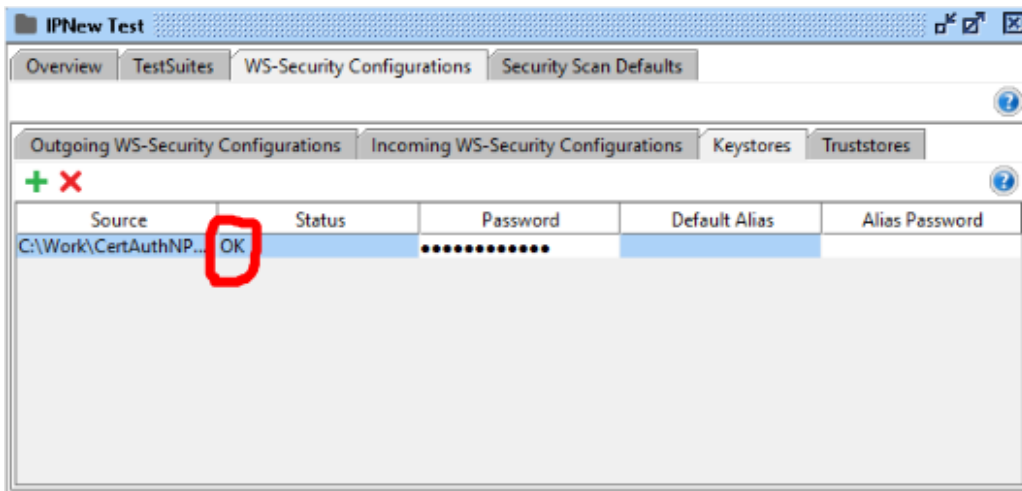 IPNew Test
Overview TestSuites WS-Security Configurations Security Scan Defaults
Outgoing WS-Security Configurations Incoming WS-Security Configurations Keystores Truststores
Source Status Password Default Alias Alias Password
C:\Work\CertAuthNP... OK ●●●●●●●●●●●●